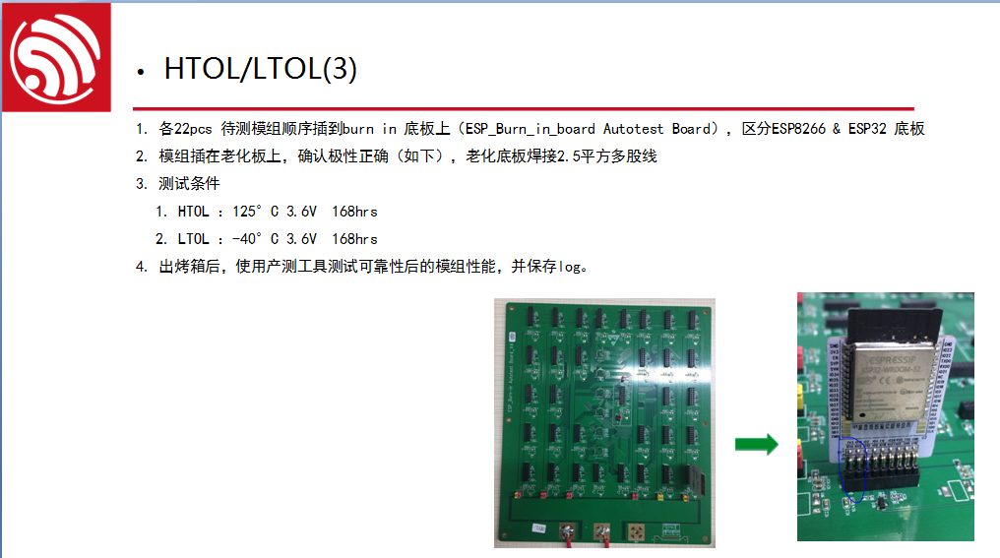 • HTOL/LTOL(3)
1. 各22pcs 待测模组顺序插到burn in 底板上（ESP_Burn_in_board Autotest Board），区分ESP8266 & ESP32 底板
2. 模组插在老化板上，确认极性正确（如下），老化底板焊接2.5平方多股线
3. 测试条件
1. HTOL ：125°C 3.6V 168hrs
2. LTOL ：-40°C 3.6V 168hrs
4. 出烤箱后，使用产测工具测试可靠性后的模组性能，并保存log。
ESPRESSIF
ESP32-WROOM-32